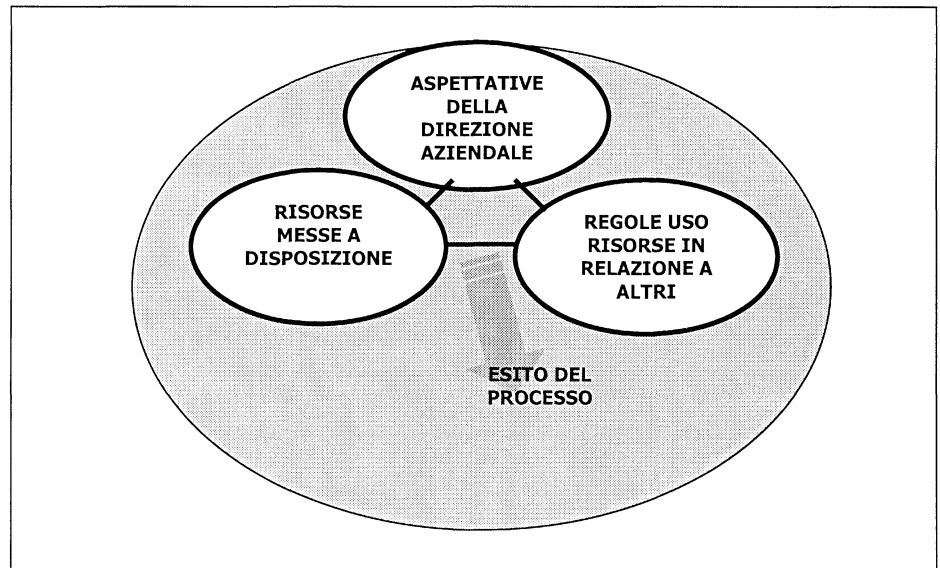 ASPETTATIVE
DELLA
DIREZIONE
AZIENDALE
RISORSE
MESSE A
DISPOSIZIONE
REGOLE USO
RISORSE IN
RELAZIONE A
ALTRI
ESITO DEL
PROCESSO